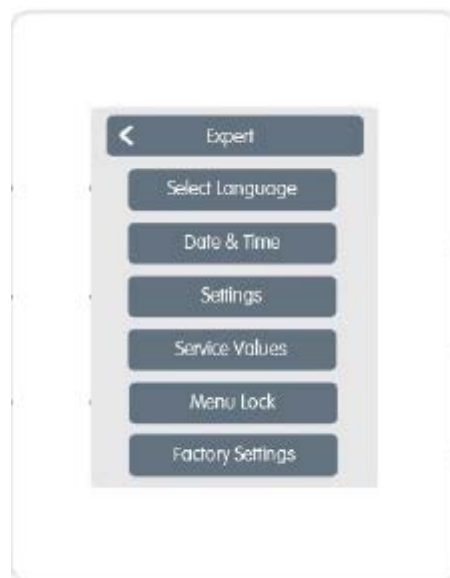 Expert
Select Language
Date & Time
Settings
Service Values
Menu Lock
Factory Settings